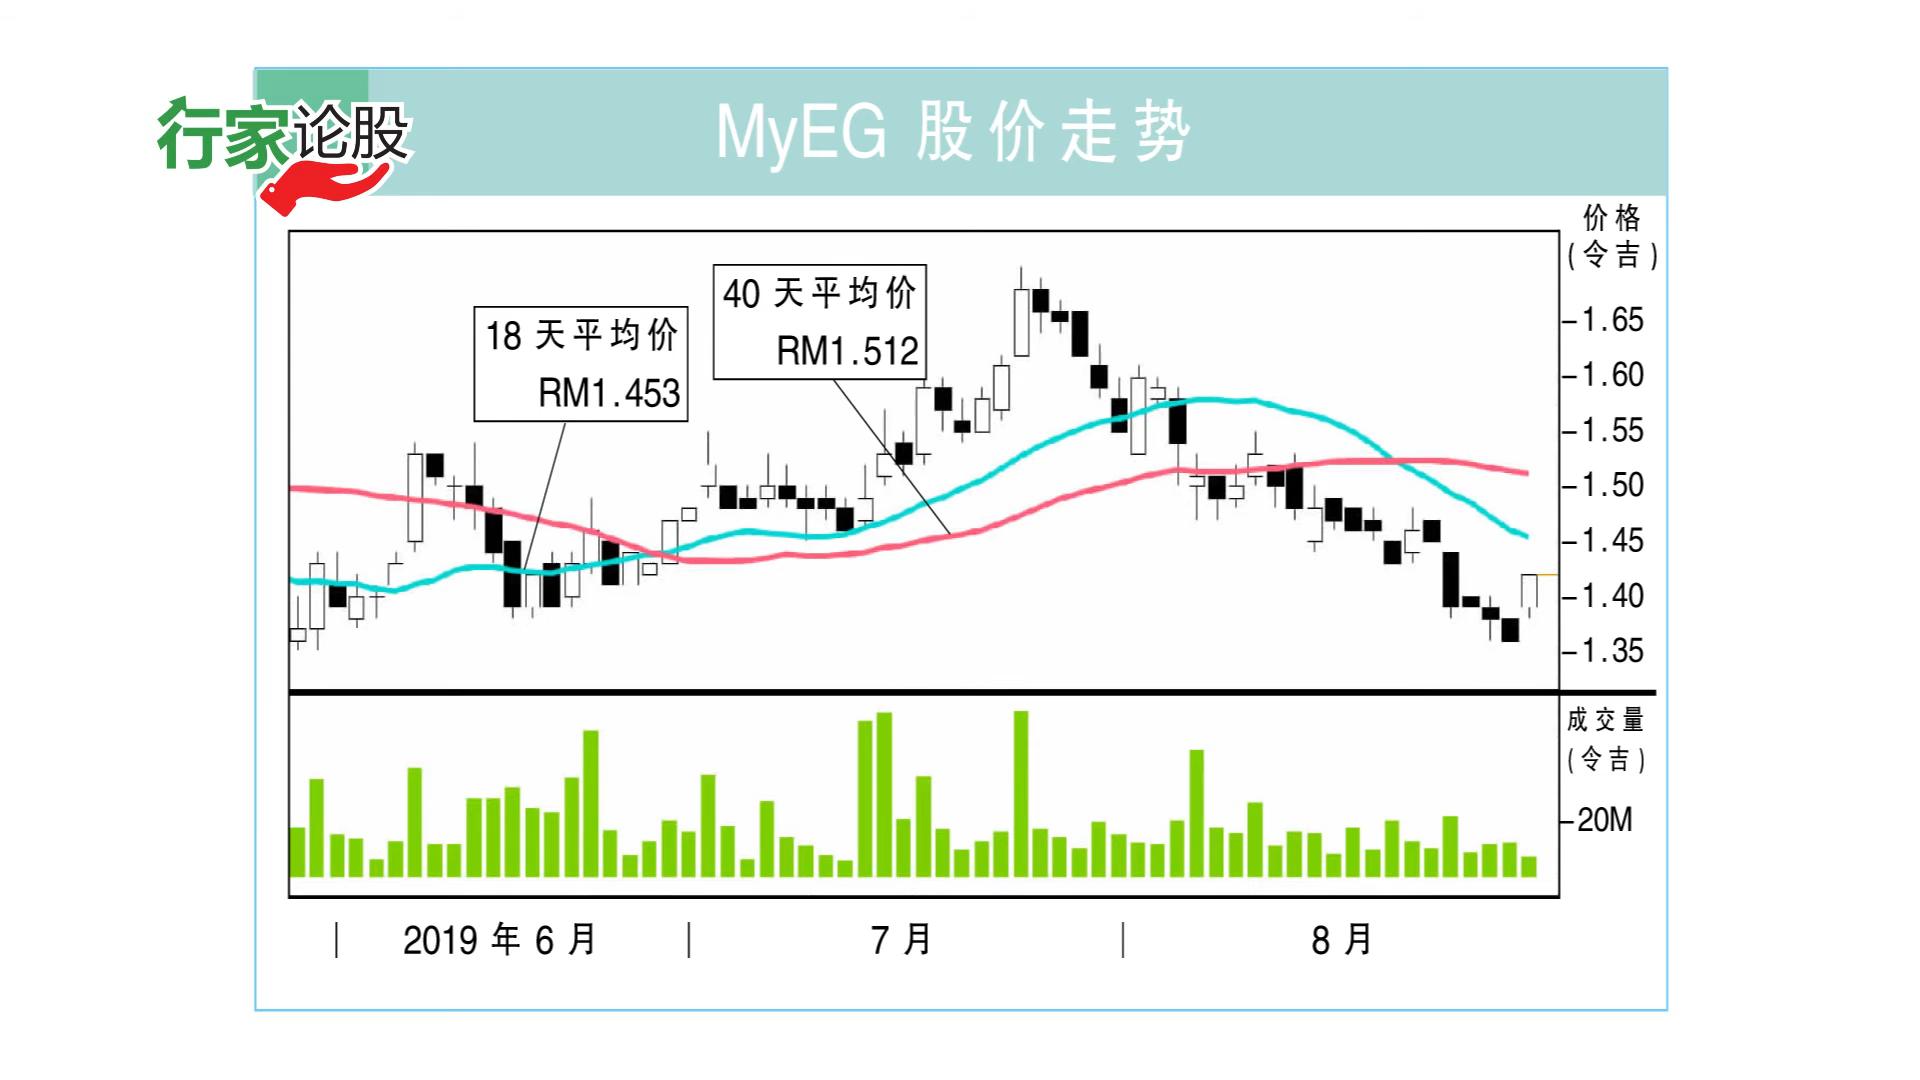 行家论股
MyEG 股价走势
价格
(令吉)
18 天平均价
RM1.453
40 天平均价
RM1.512
1.65
1.60
1.55
1.50
1.45
1.40
1.35
成交量
(令吉)
20M
2019 年 6 月
7 月
8 月